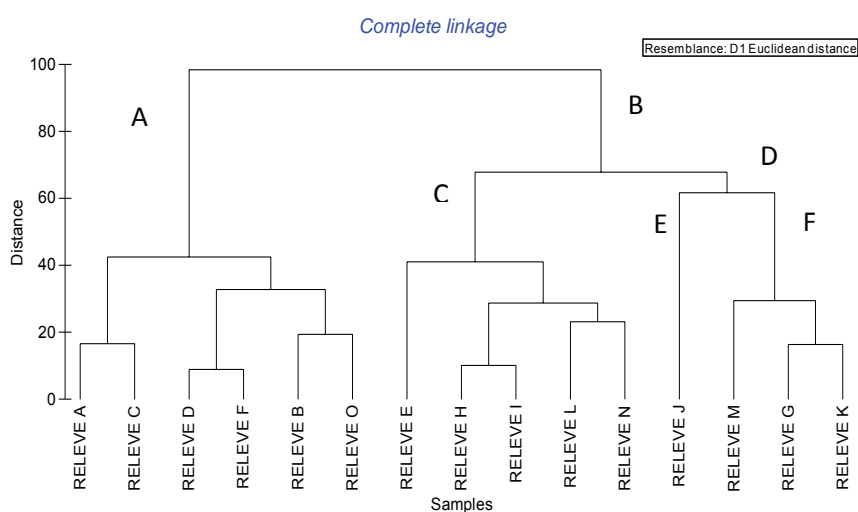 Complete linkage
Resemblance: D1 Euclidean distance
100
80
60
40
20
0
Distance
A
B
C
D
E
F
RELEVE A
RELEVE C
RELEVE D
RELEVE F
RELEVE B
RELEVE O
RELEVE E
RELEVE H
RELEVE I
RELEVE L
RELEVE N
RELEVE J
RELEVE M
RELEVE G
RELEVE K
Samples